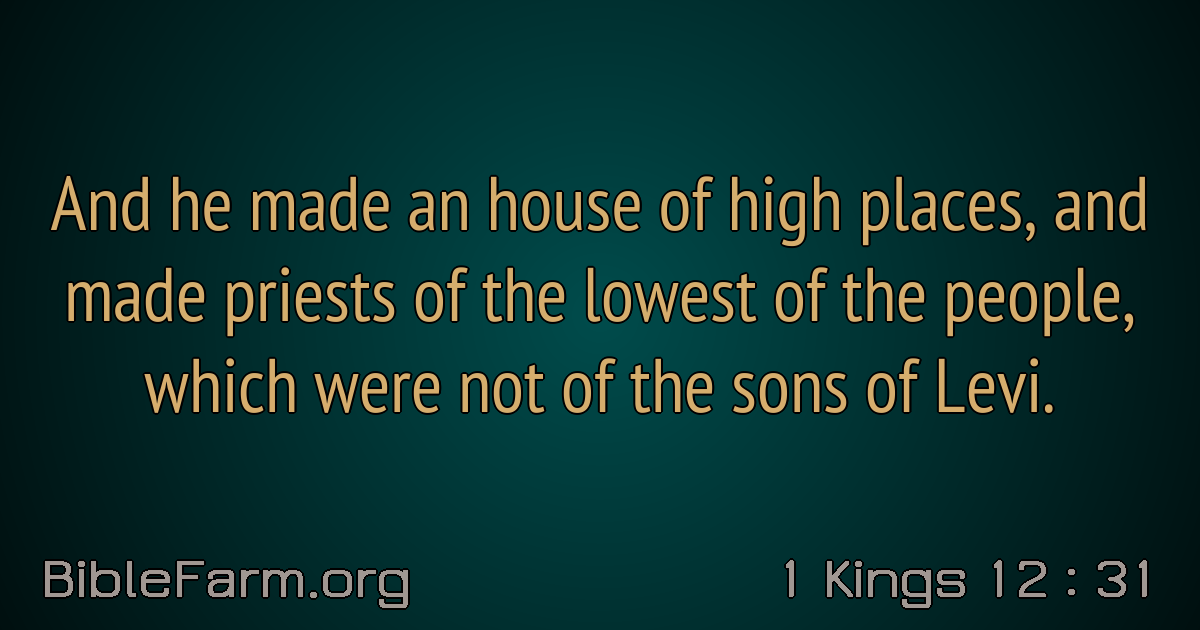 And he made an house of high places, and
made priests of the lowest of the people,
which were not of the sons of Levi.
BibleFarm.org
1 Kings 12 : 31